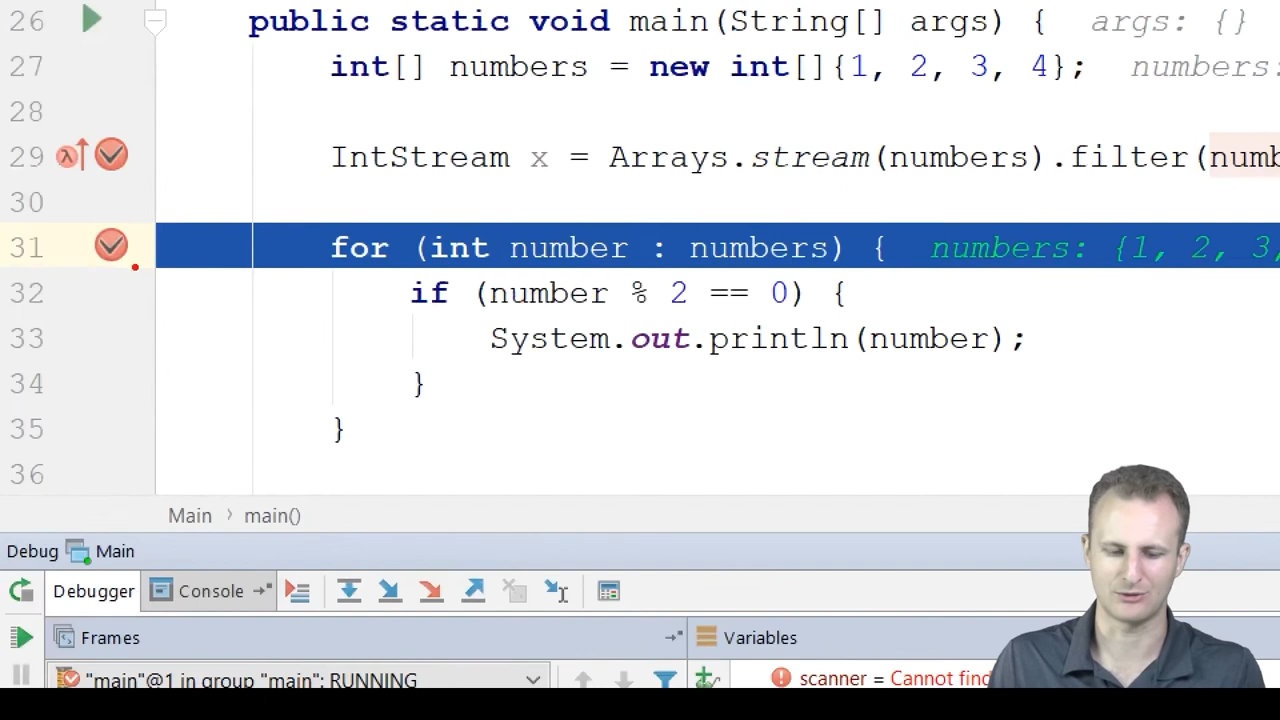 26 public static void main(String[] args) { args: {}
27 int[] numbers = new int[]{1, 2, 3, 4}; numbers:
28
29 IntStream x = Arrays.stream(numbers).filter(numb
30
31 for (int number : numbers) { numbers: {1, 2, 3,
32 if (number % 2 == 0) {
33 System.out.println(number);
34 }
35 }
36
Main › main()
Debug Main
Debugger Console
Frames Variables
"main"@1 in group "main": RUNNING scanner = Cannot find